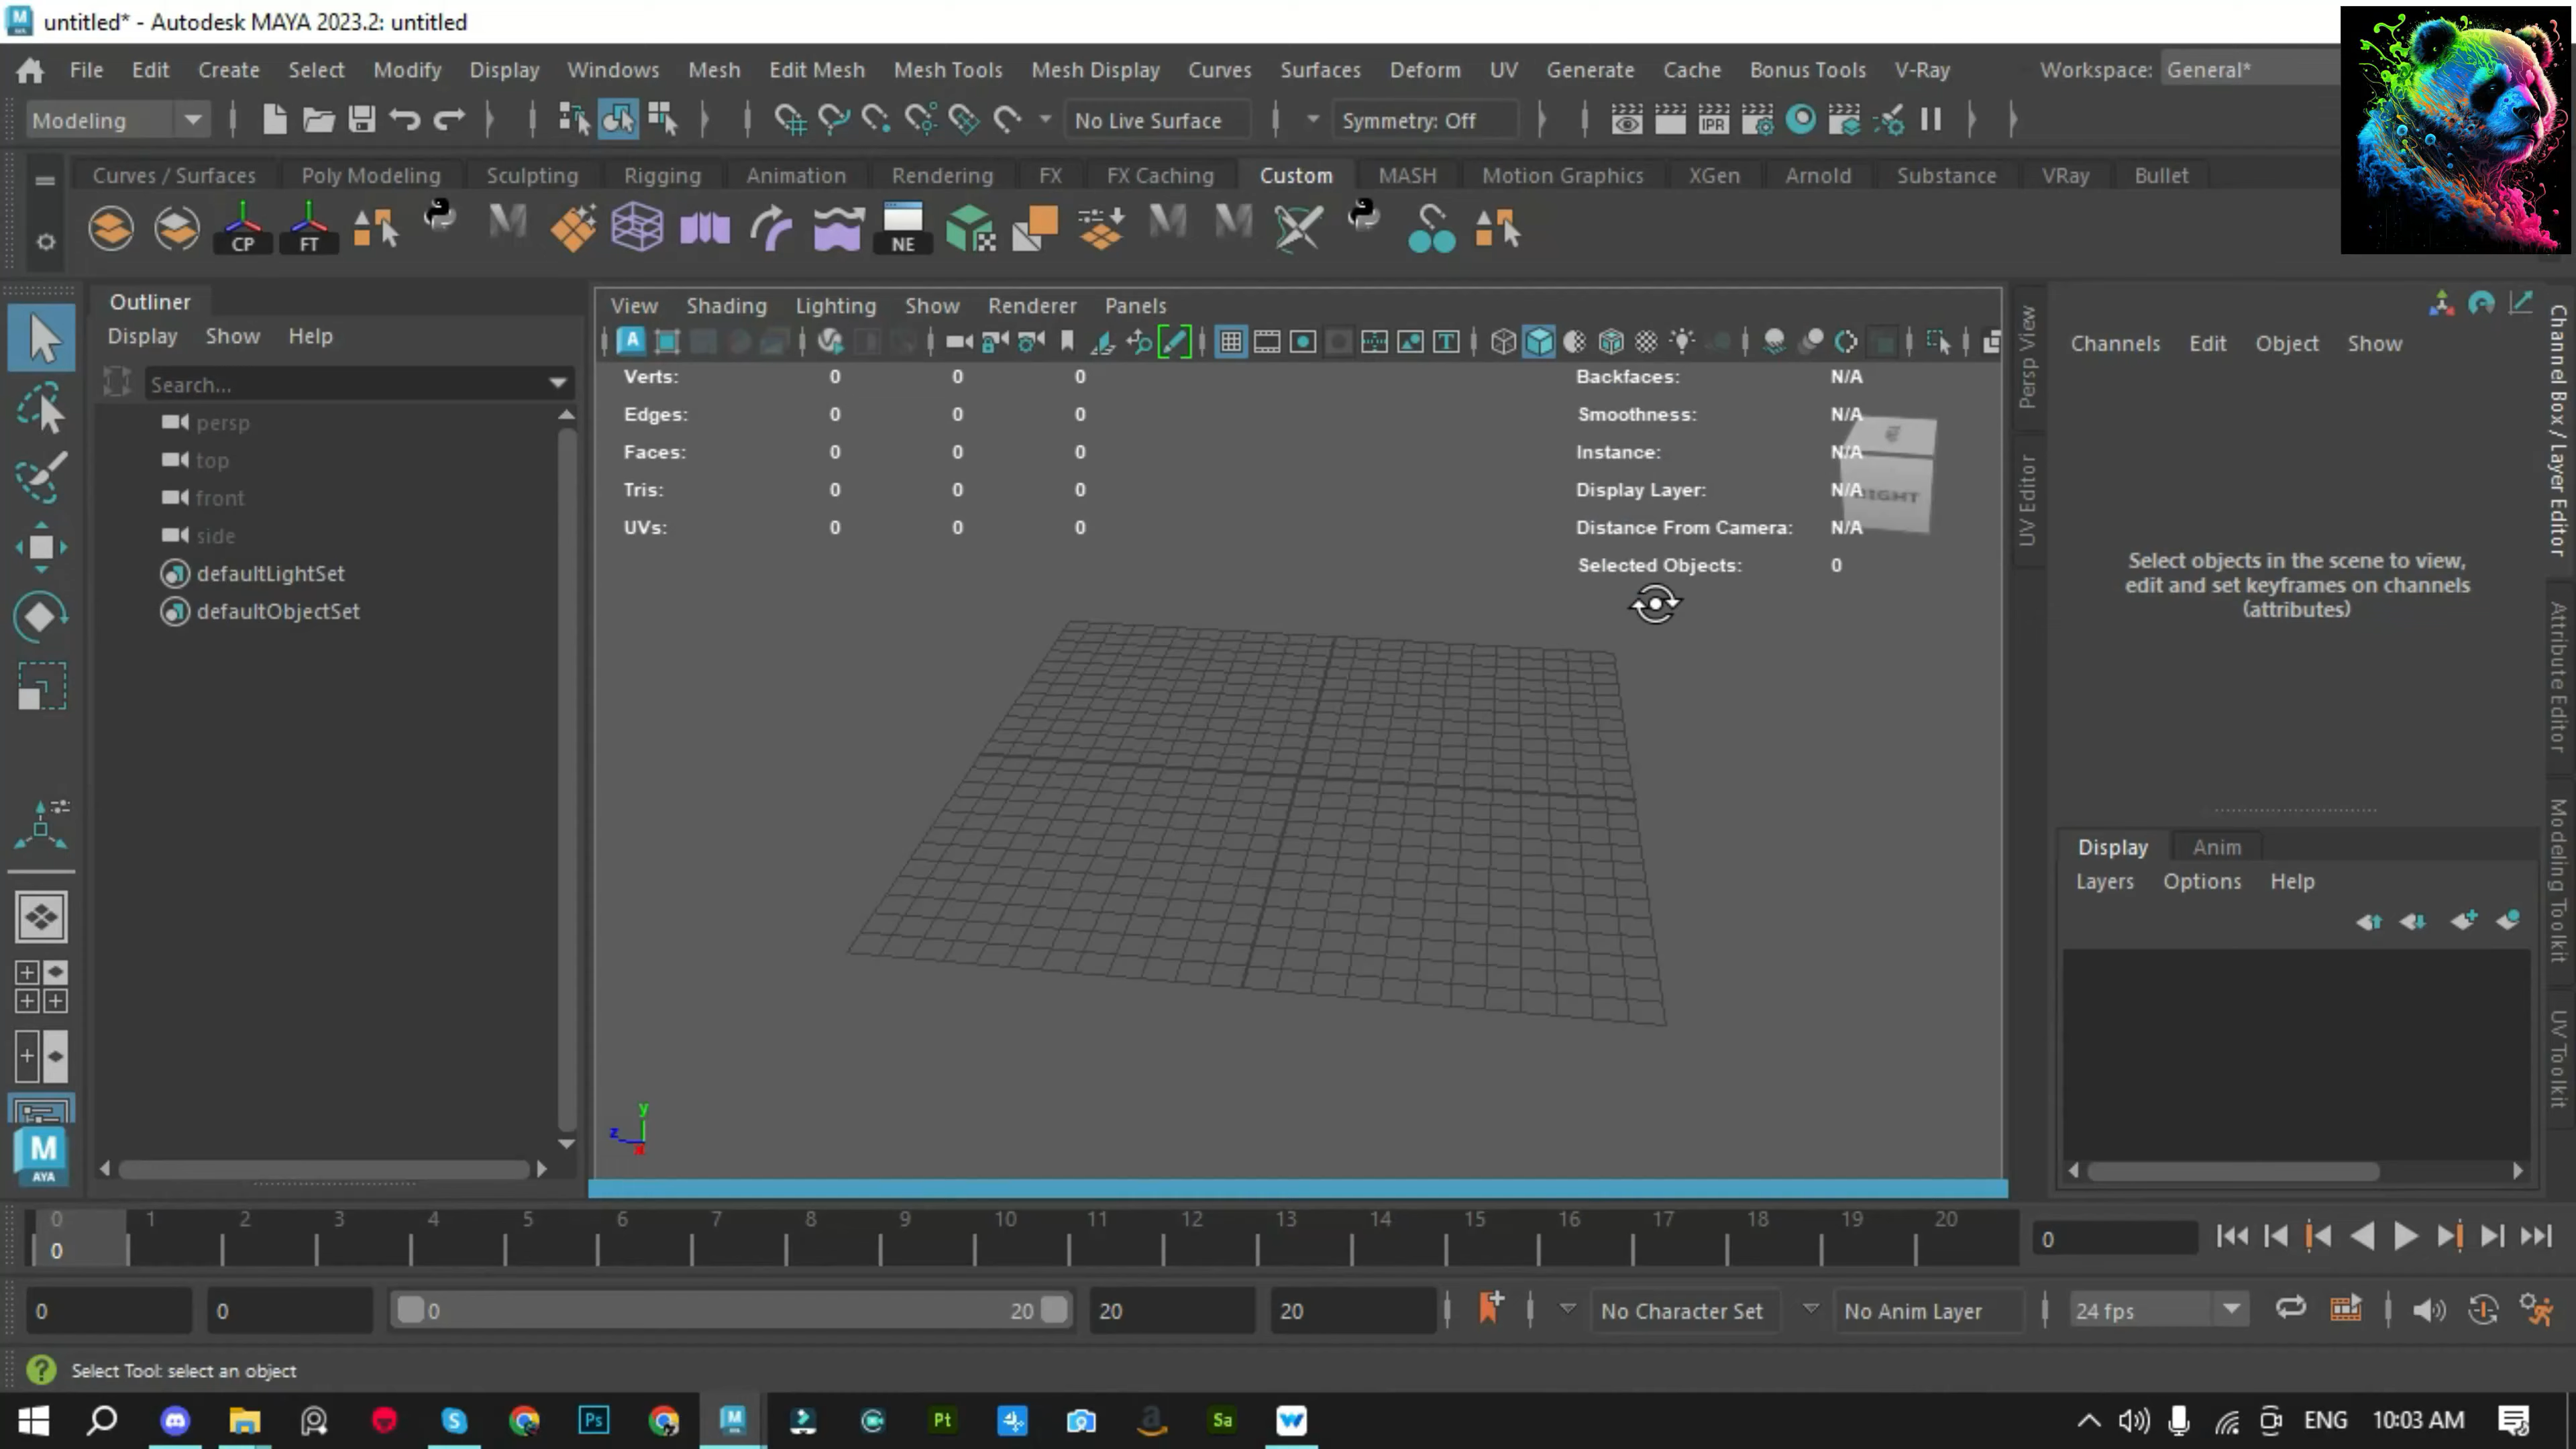 untitled* - Autodesk MAYA 2023.2: untitled
File Edit Create Select Modify Display Windows Mesh Edit Mesh Mesh Tools Mesh Display Curves Surfaces Deform UV Generate Cache Bonus Tools V-Ray Workspace: General*
Modeling No Live Surface Symmetry: Off IPR
Curves / Surfaces Poly Modeling Sculpting Rigging Animation Rendering FX FX Caching Custom MASH Motion Graphics XGen Arnold Substance VRay Bullet
CP FT NE
Outliner
Display Show Help
Search...
persp
top
front
side
defaultLightSet
defaultObjectSet
View Shading Lighting Show Renderer Panels
Verts: 0 0 0
Edges: 0 0 0
Faces: 0 0 0
Tris: 0 0 0
UVs: 0 0 0
Backfaces: N/A
Smoothness: N/A
Instance: N/A
Display Layer: N/A
Distance From Camera: N/A
Selected Objects: 0
y
z
x
Persp View
UV Editor
Channels Edit Object Show
Select objects in the scene to view,
edit and set keyframes on channels
(attributes)
Display Anim
Layers Options Help
Channel Box / Layer Editor
Attribute Editor
Modeling Toolkit
UV Toolkit
M
AYA
0 1 2 3 4 5 6 7 8 9 10 11 12 13 14 15 16 17 18 19 20
0
0
0 0 0 20 20 20 No Character Set No Anim Layer 24 fps
Select Tool: select an object
Ps Pt Sa ENG 10:03 AM